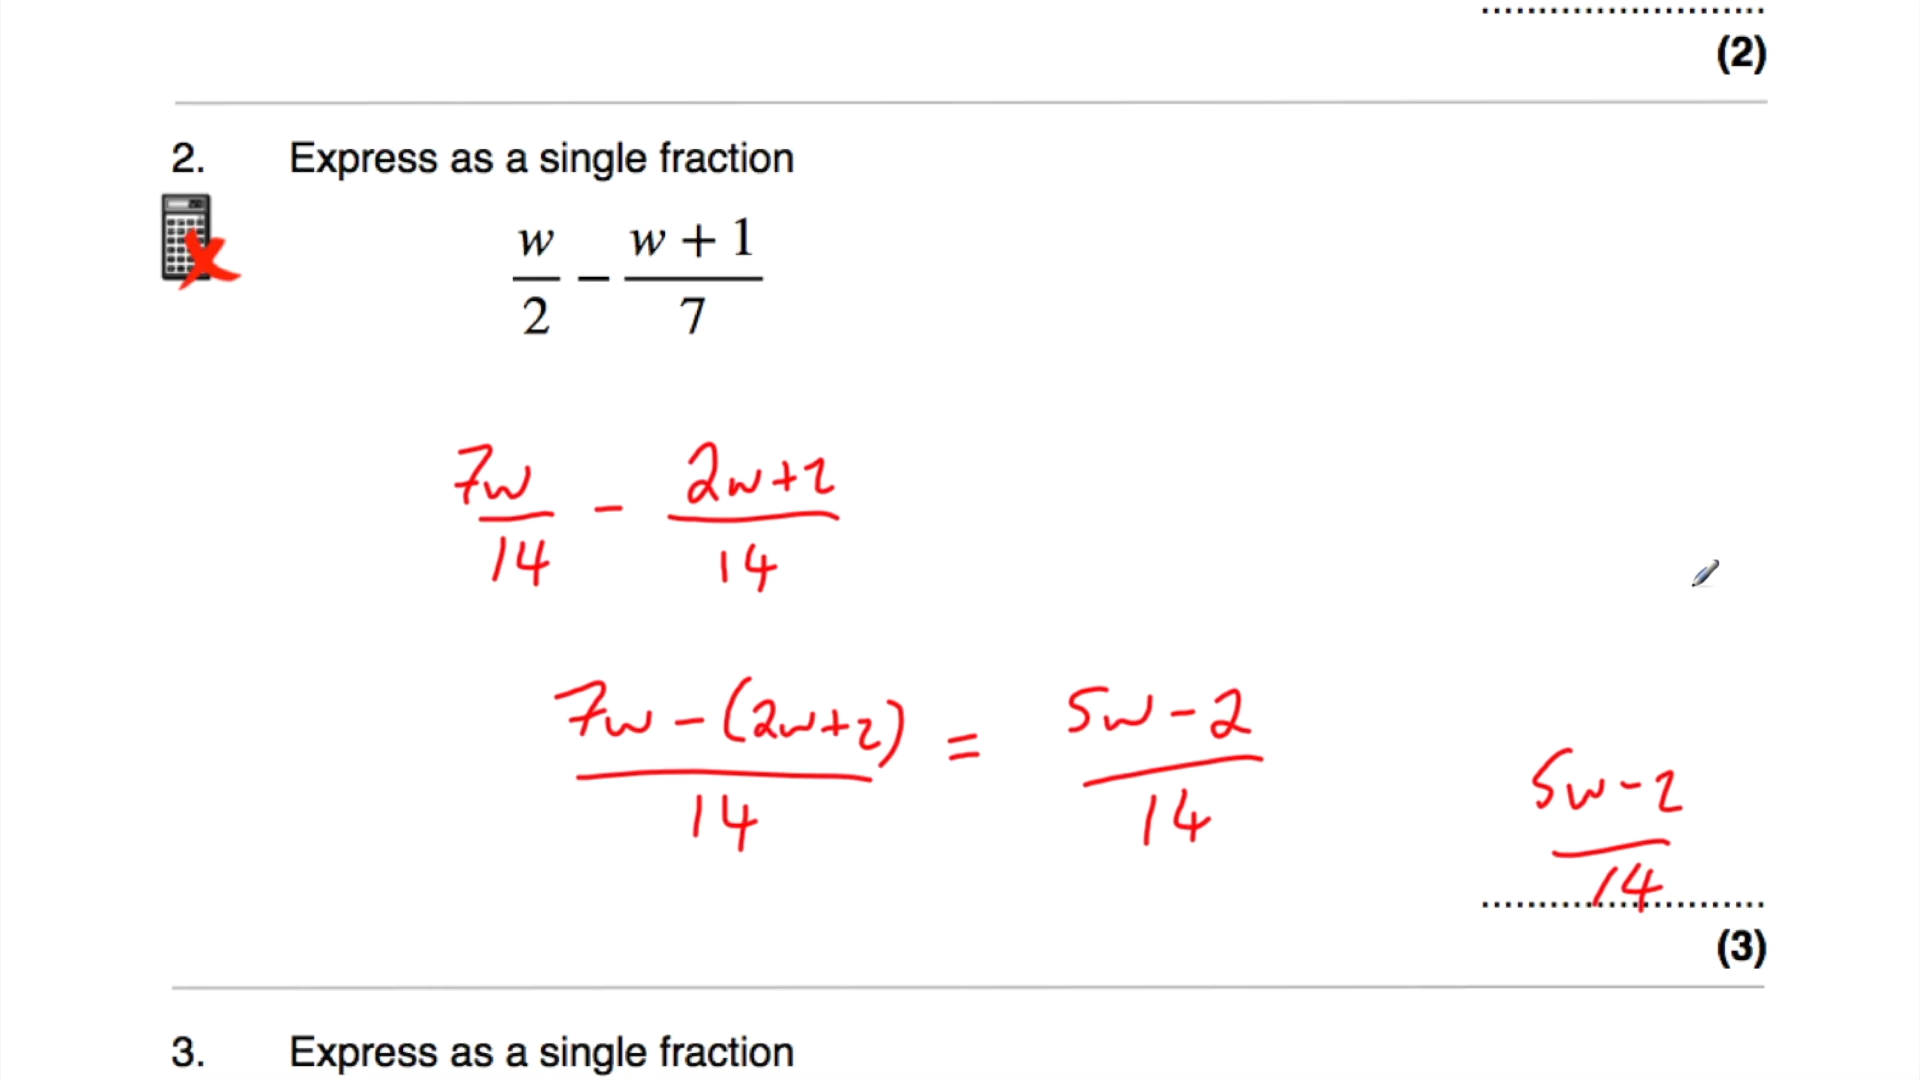 (2)
2. Express as a single fraction
w/2 − (w + 1)/7
7w/14 - 2w+2/14
7w-(2w+2)/14 = 5w-2/14
5w-2/14
(3)
3. Express as a single fraction